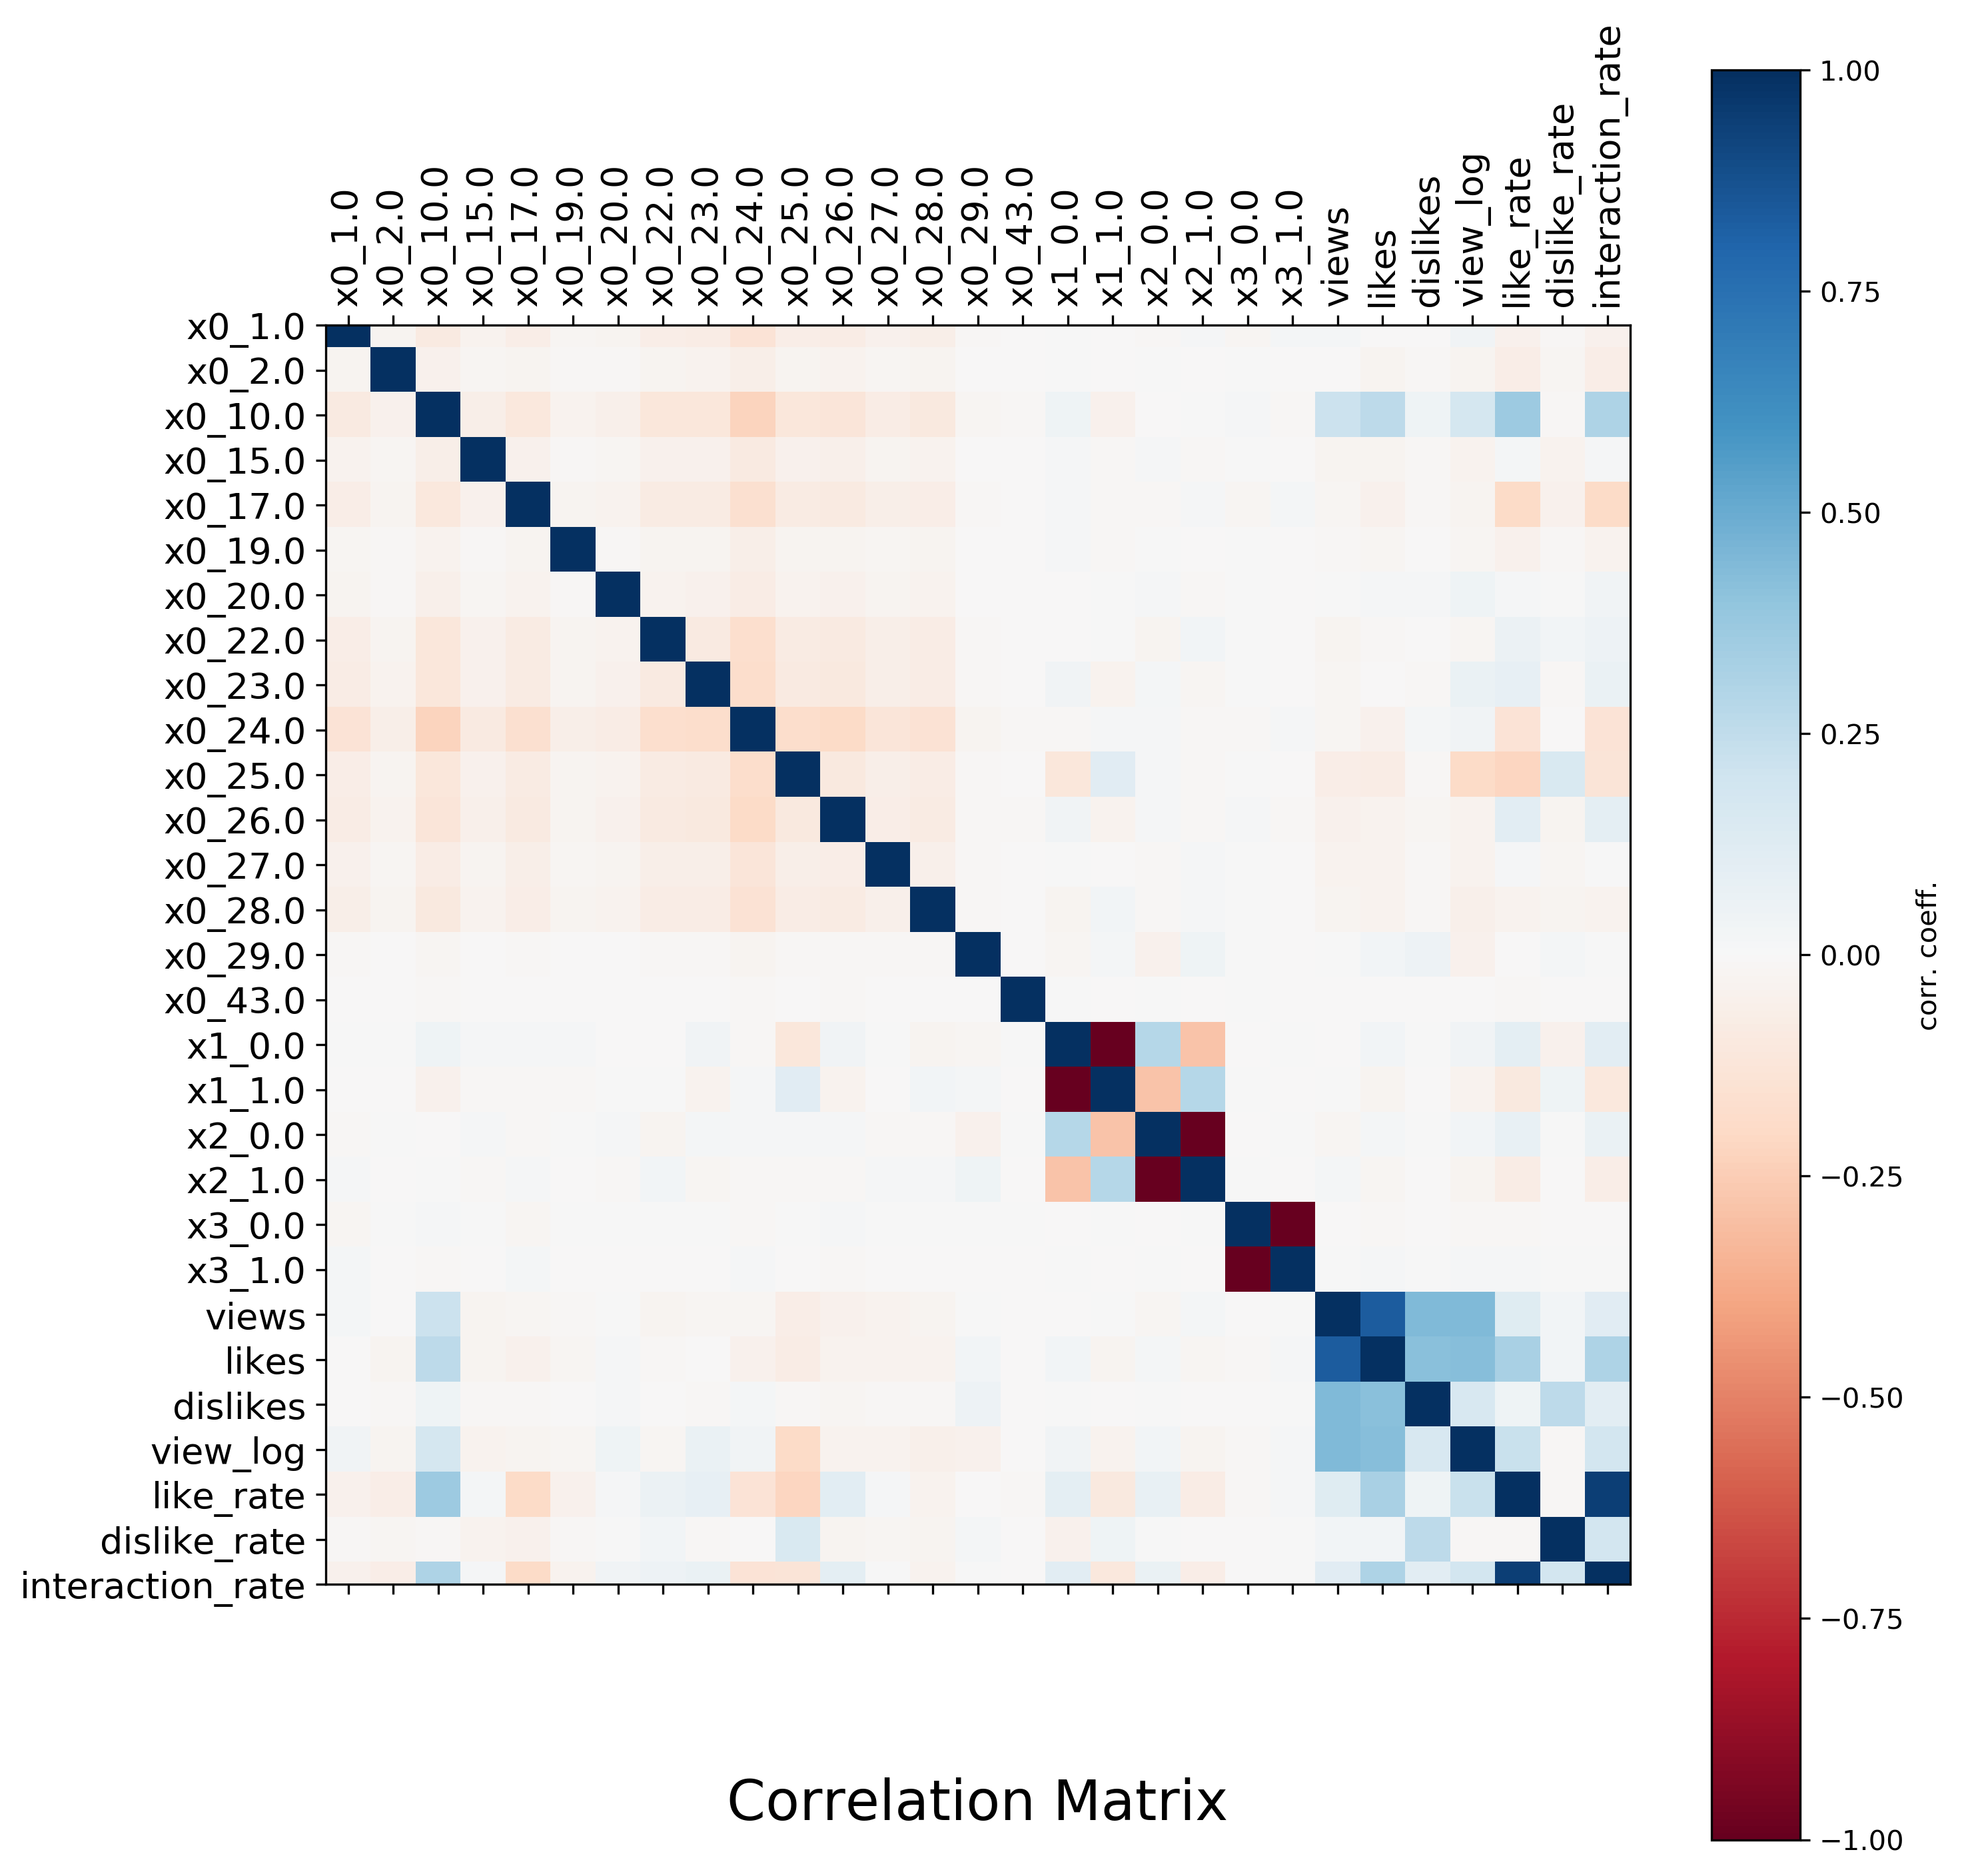 x0_1.0
x0_2.0
x0_10.0
x0_15.0
x0_17.0
x0_19.0
x0_20.0
x0_22.0
x0_23.0
x0_24.0
x0_25.0
x0_26.0
x0_27.0
x0_28.0
x0_29.0
x0_43.0
x1_0.0
x1_1.0
x2_0.0
x2_1.0
x3_0.0
x3_1.0
views
likes
dislikes
view_log
like_rate
dislike_rate
interaction_rate
x0_1.0
x0_2.0
x0_10.0
x0_15.0
x0_17.0
x0_19.0
x0_20.0
x0_22.0
x0_23.0
x0_24.0
x0_25.0
x0_26.0
x0_27.0
x0_28.0
x0_29.0
x0_43.0
x1_0.0
x1_1.0
x2_0.0
x2_1.0
x3_0.0
x3_1.0
views
likes
dislikes
view_log
like_rate
dislike_rate
interaction_rate
1.00
0.75
0.50
0.25
0.00
−0.25
−0.50
−0.75
−1.00
corr. coeff.
Correlation Matrix